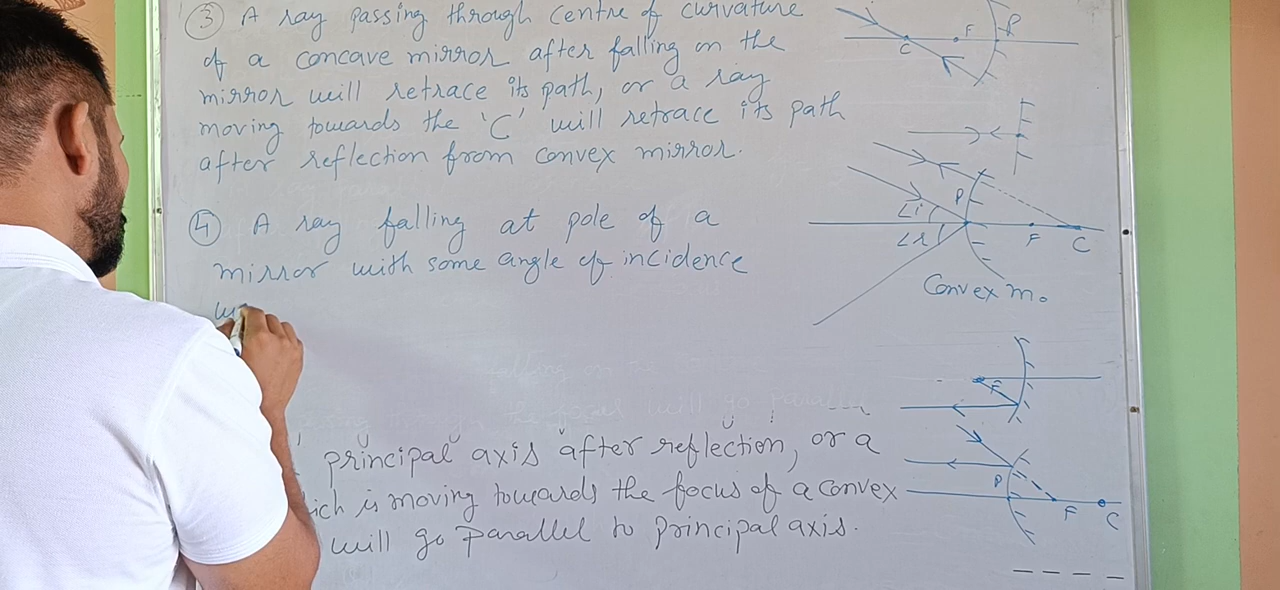 ③ A ray passing through centre of curvature
of a concave mirror after falling on the
mirror will retrace its path, or a ray
moving towards the 'C' will retrace its path
after reflection from convex mirror.
④ A ray falling at pole of a
mirror with some angle of incidence
principal axis after reflection, or a
ich is moving towards the focus of a convex
will go parallel to principal axis.
C F P
P
∠i
∠r
F C
Convex m.
F
P
F C